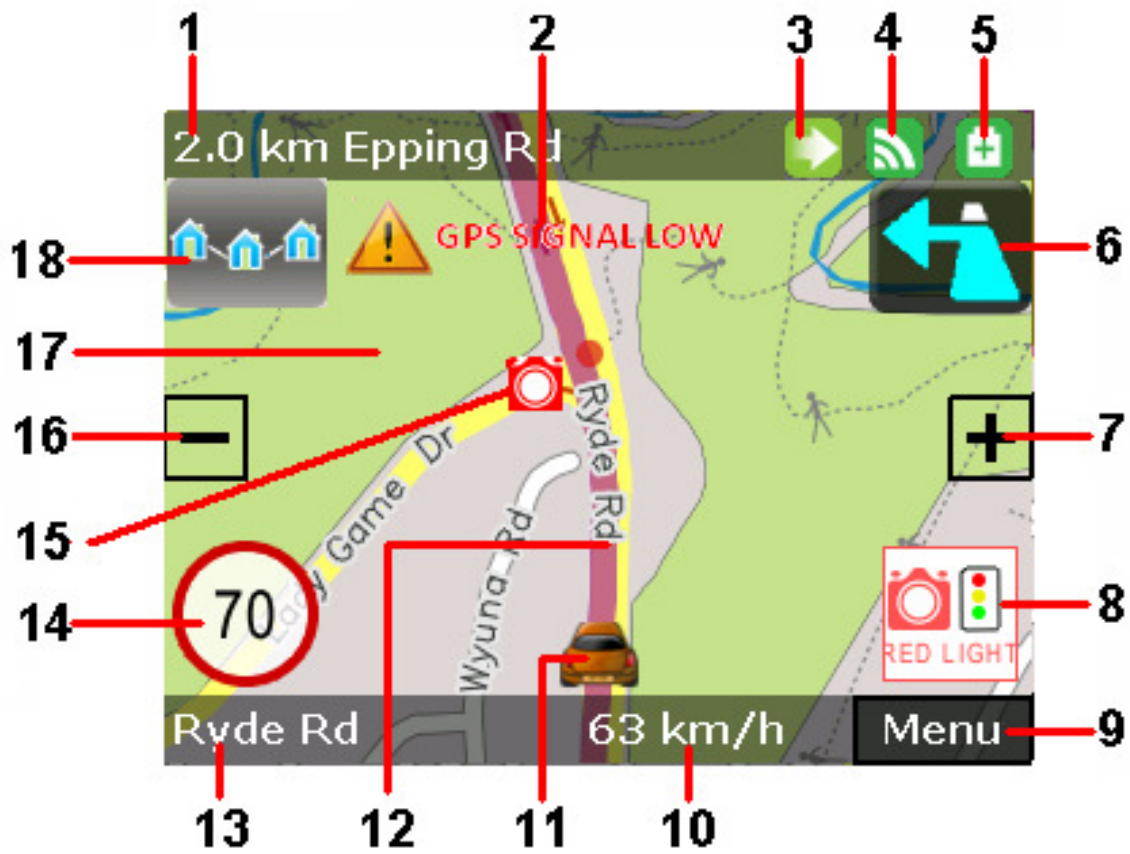 1 2 3 4 5
2.0 km Epping Rd
GPS SIGNAL LOW
18
6
17
16
7
Ryde Rd
Lady Game Dr
Wyuna Rd
15
14
70
8
RED LIGHT
Ryde Rd 63 km/h Menu
9
13 12 11 10